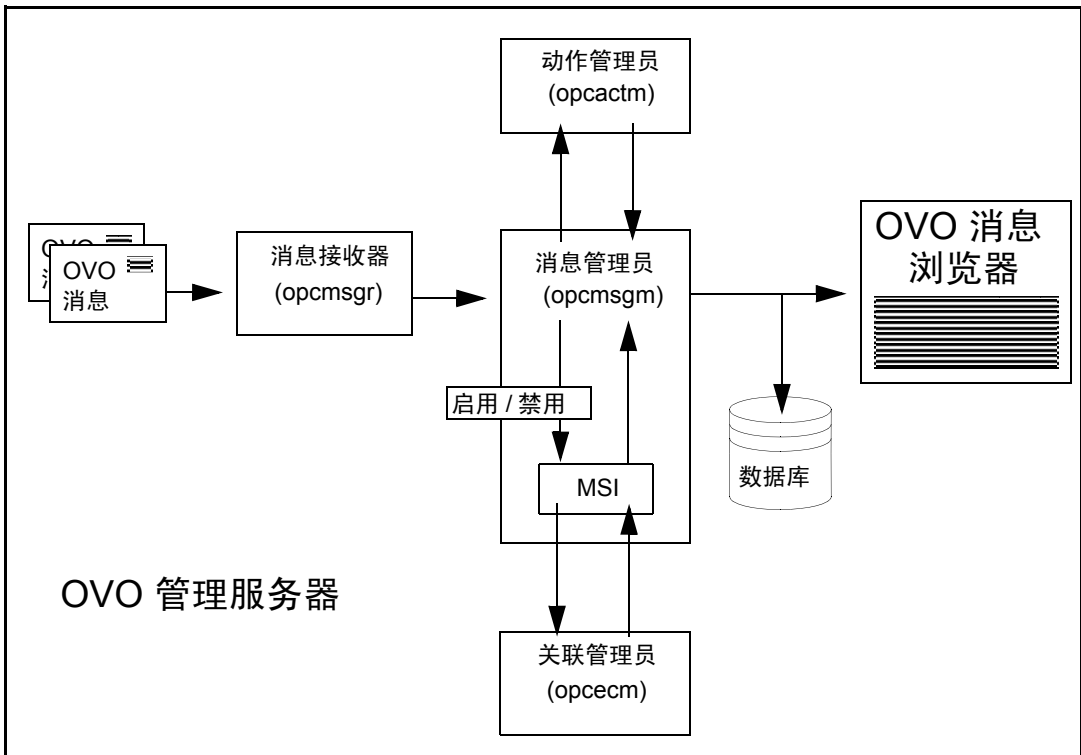 动作管理员
(opcactm)
OVO
消息
消息接收器
(opcmsgr)
消息管理员
(opcmsgm)
OVO 消息
浏览器
启用 / 禁用
MSI
数据库
OVO 管理服务器
关联管理员
(opcecm)